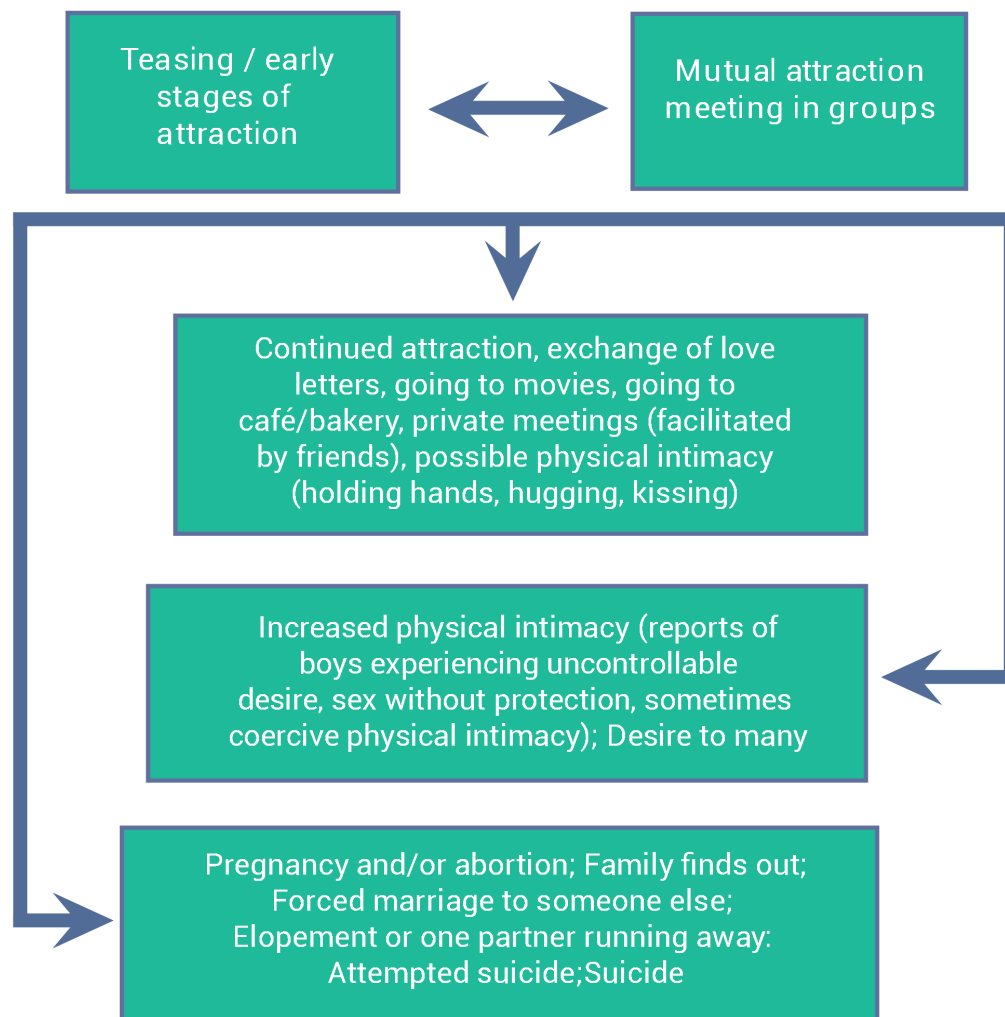 Teasing / early
stages of
attraction
Mutual attraction
meeting in groups
Continued attraction, exchange of love
letters, going to movies, going to
café/bakery, private meetings (facilitated
by friends), possible physical intimacy
(holding hands, hugging, kissing)
Increased physical intimacy (reports of
boys experiencing uncontrollable
desire, sex without protection, sometimes
coercive physical intimacy); Desire to many
Pregnancy and/or abortion; Family finds out;
Forced marriage to someone else;
Elopement or one partner running away:
Attempted suicide;Suicide